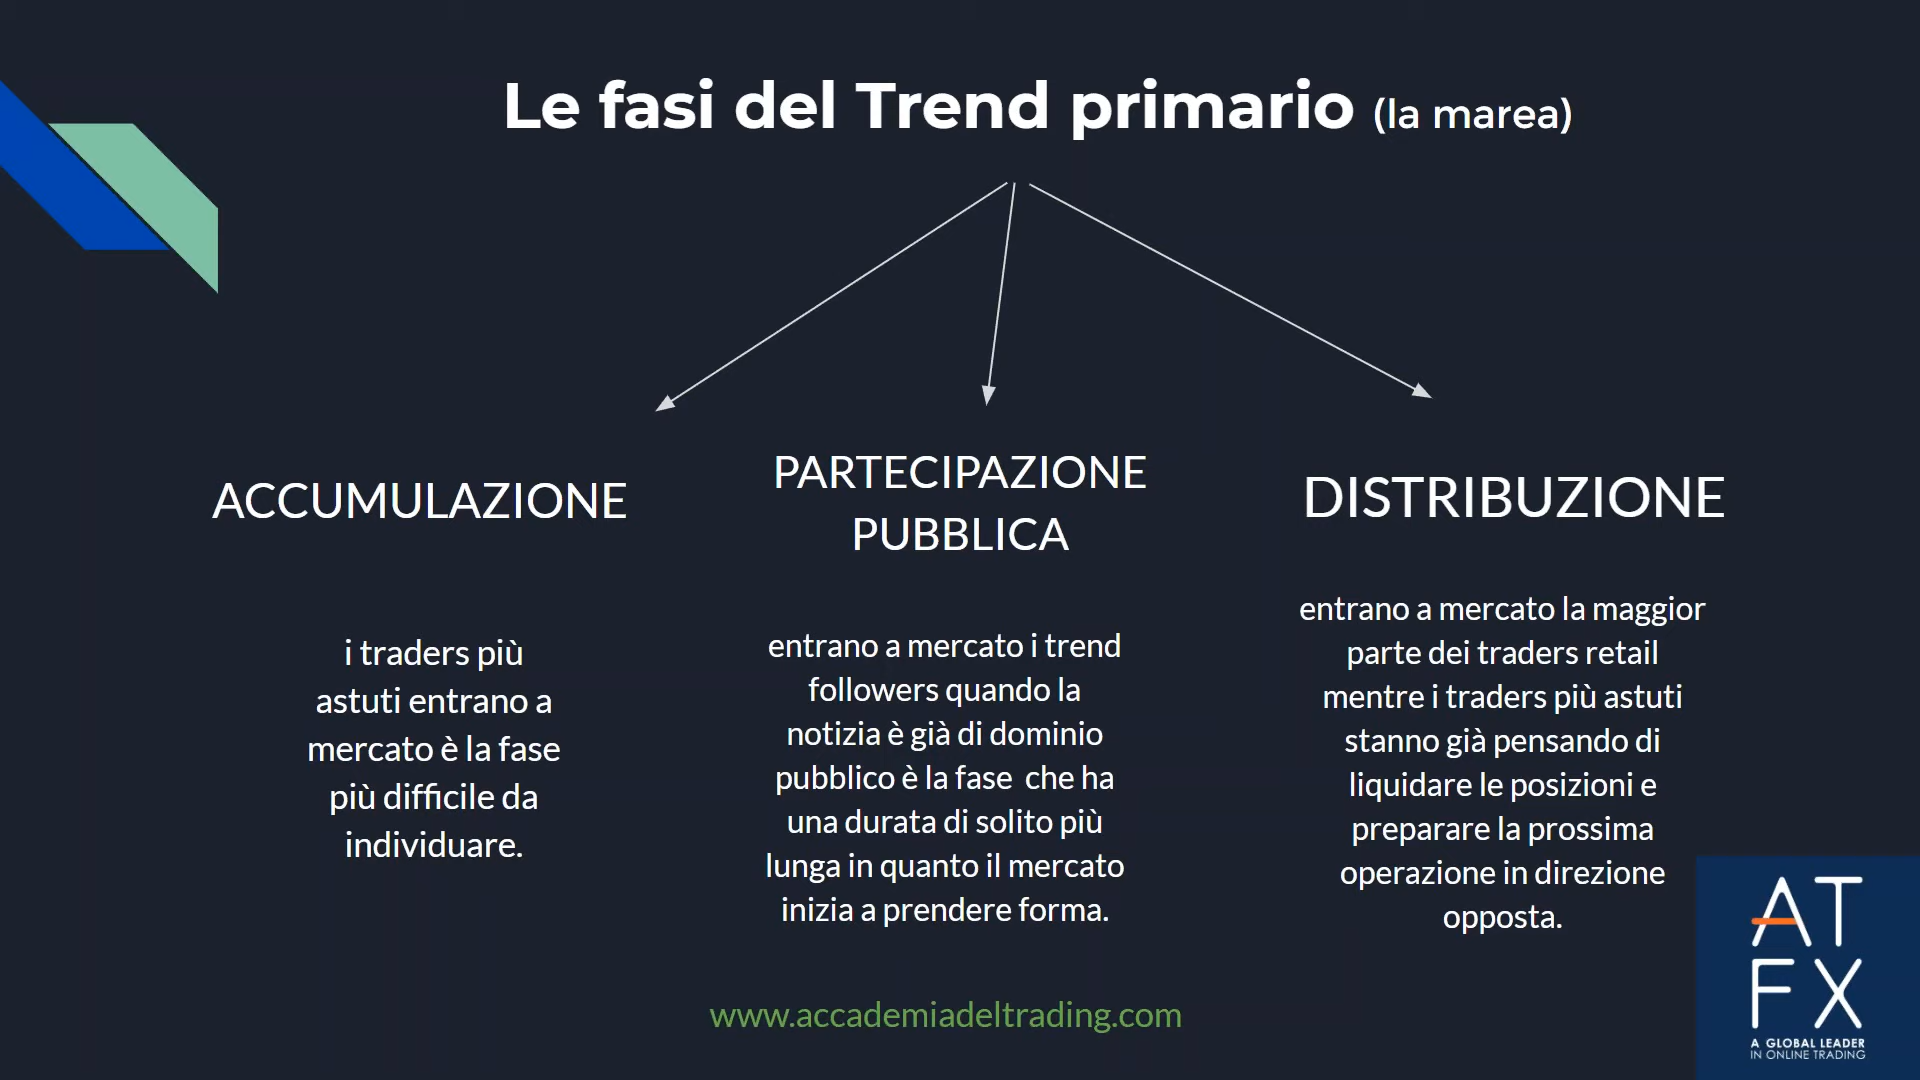 Le fasi del Trend primario (la marea)
ACCUMULAZIONE
i traders più
astuti entrano a
mercato è la fase
più difficile da
individuare.
PARTECIPAZIONE
PUBBLICA
entrano a mercato i trend
followers quando la
notizia è già di dominio
pubblico è la fase  che ha
una durata di solito più
lunga in quanto il mercato
inizia a prendere forma.
DISTRIBUZIONE
entrano a mercato la maggior
parte dei traders retail
mentre i traders più astuti
stanno già pensando di
liquidare le posizioni e
preparare la prossima
operazione in direzione
opposta.
www.accademiadeltrading.com
AT
FX
A GLOBAL LEADER
IN ONLINE TRADING